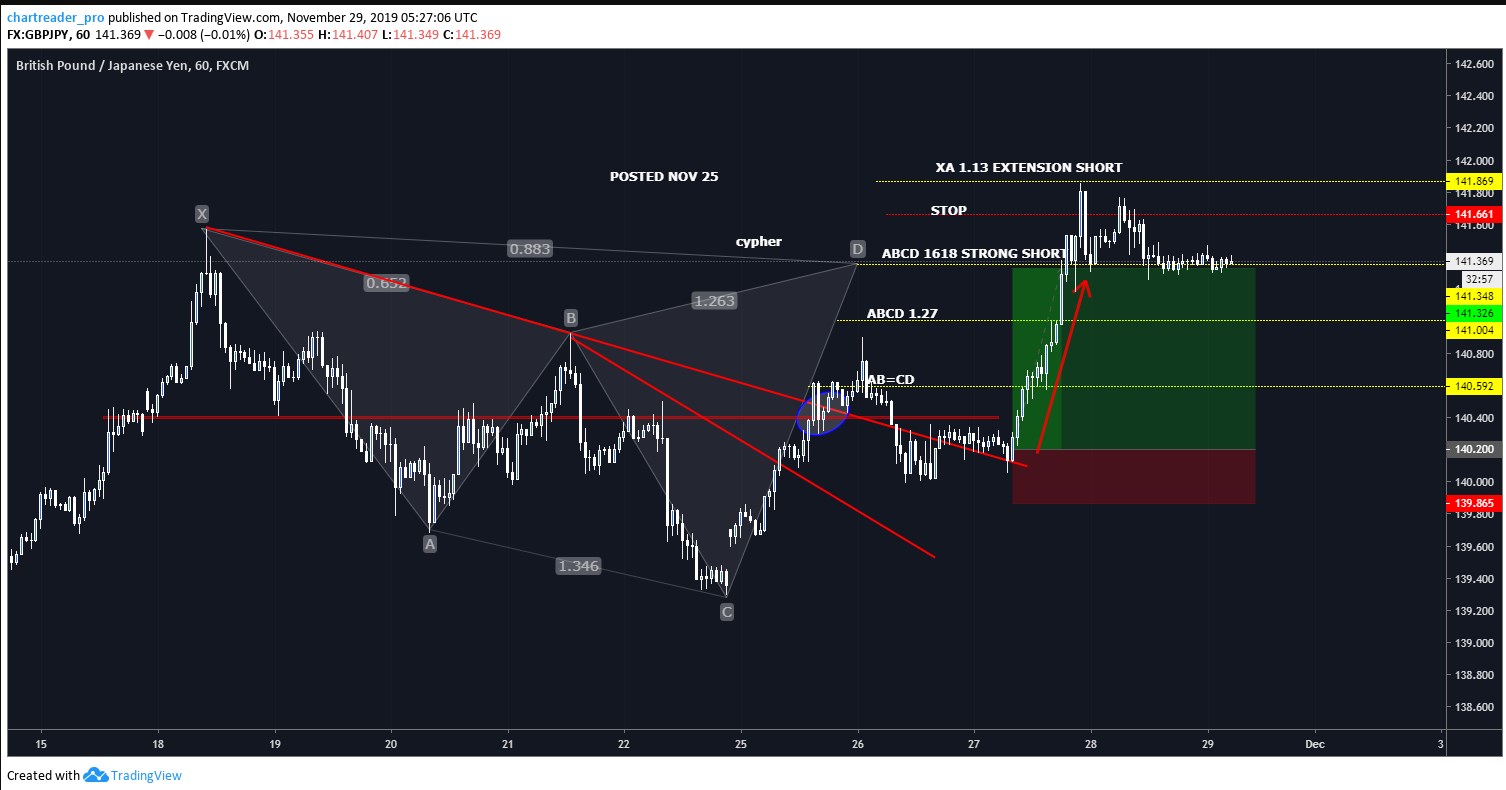 chartreader_pro published on TradingView.com, November 29, 2019 05:27:06 UTC
FX:GBPJPY, 60 141.369 ▼ −0.008 (−0.01%) O:141.355 H:141.407 L:141.349 C:141.369
British Pound / Japanese Yen, 60, FXCM
142.600
142.400
142.200
142.000
XA 1.13 EXTENSION SHORT
POSTED NOV 25
141.869
141.800
X
STOP
141.661
141.600
cypher
0.883
D
ABCD 1618 STRONG SHORT
141.369
32:57
0.652
1.263
141.348
141.326
B
ABCD 1.27
141.004
140.800
AB=CD
140.592
140.400
140.200
140.000
139.865
139.800
A
139.600
1.346
139.400
C
139.200
139.000
138.800
138.600
15 18 19 20 21 22 25 26 27 28 29 Dec 3
Created with TradingView